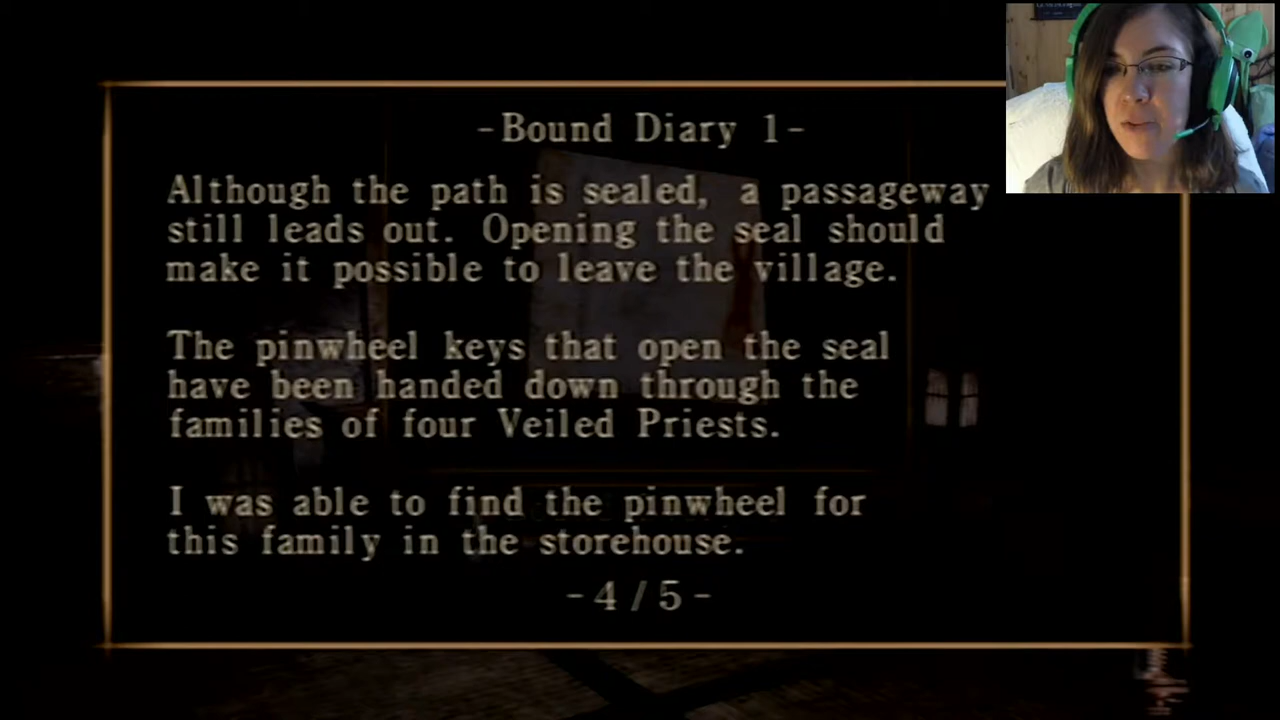 -Bound Diary 1-
Although the path is sealed, a passageway
still leads out. Opening the seal should
make it possible to leave the village.
The pinwheel keys that open the seal
have been handed down through the
families of four Veiled Priests.
I was able to find the pinwheel for
this family in the storehouse.
-4/5-